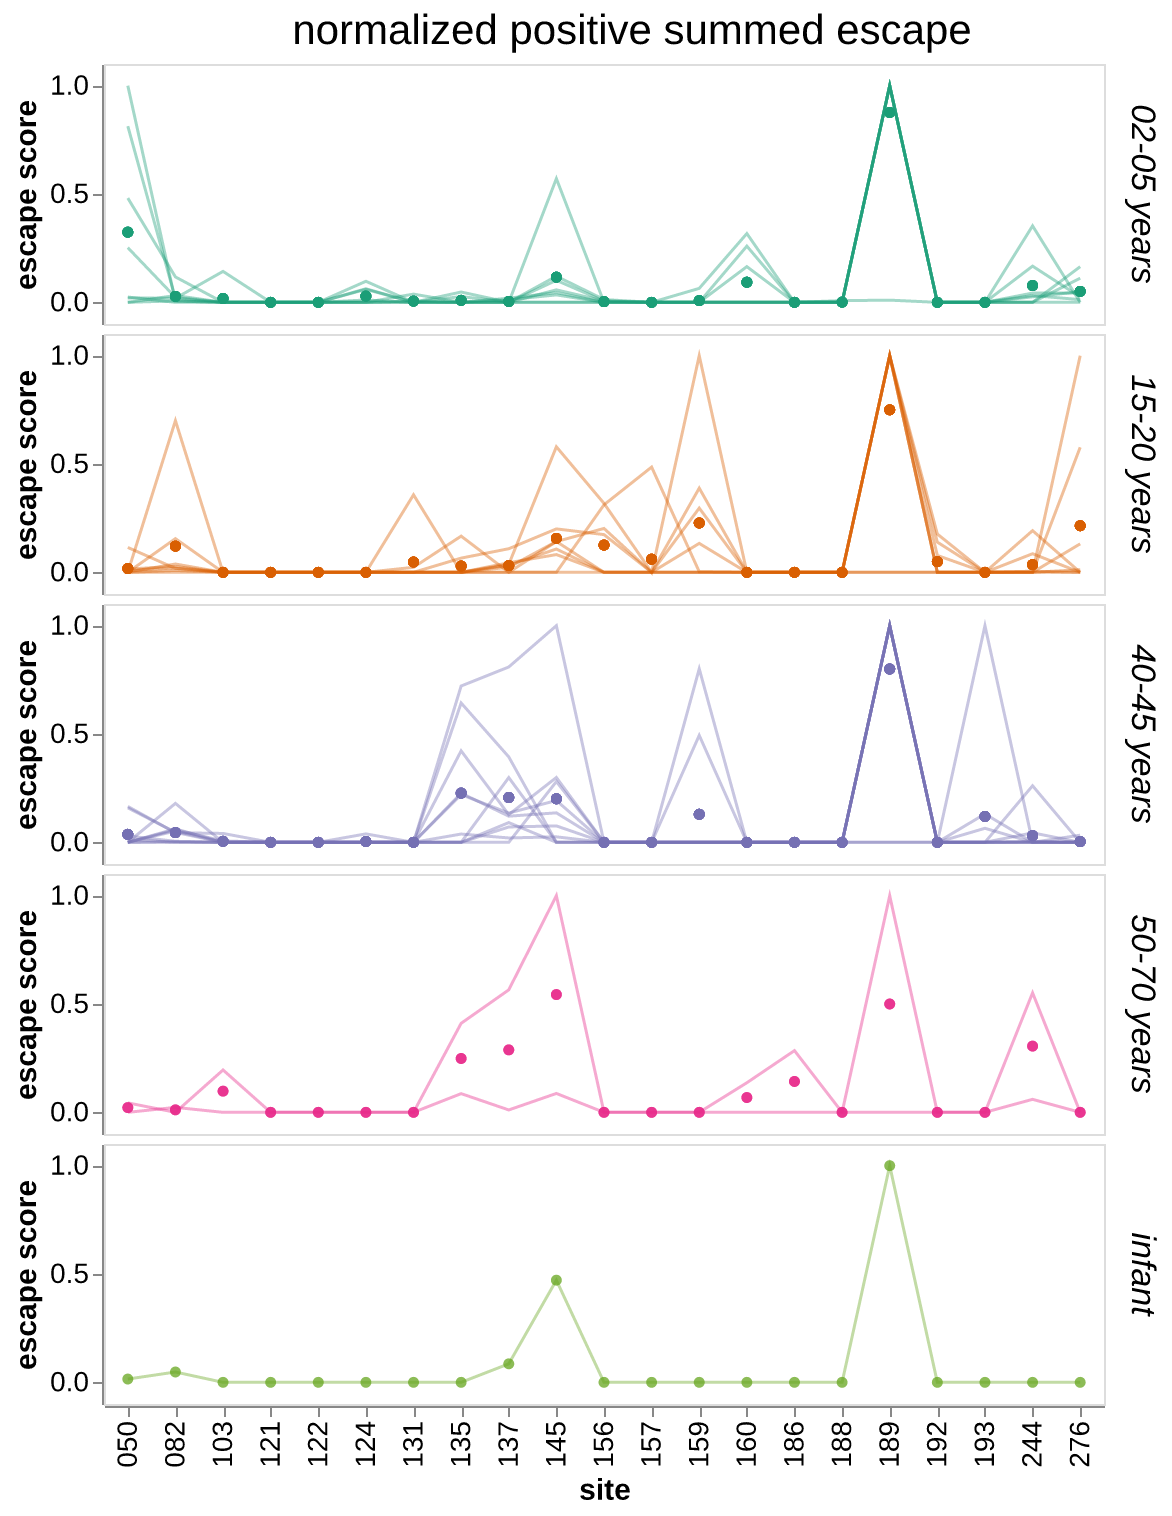 normalized positive summed escape
1.0
0.5
0.0
escape score
02-05 years
1.0
0.5
0.0
escape score
15-20 years
1.0
0.5
0.0
escape score
40-45 years
1.0
0.5
0.0
escape score
50-70 years
1.0
0.5
0.0
escape score
infant
050 082 103 121 122 124 131 135 137 145 156 157 159 160 186 188 189 192 193 244 276
site